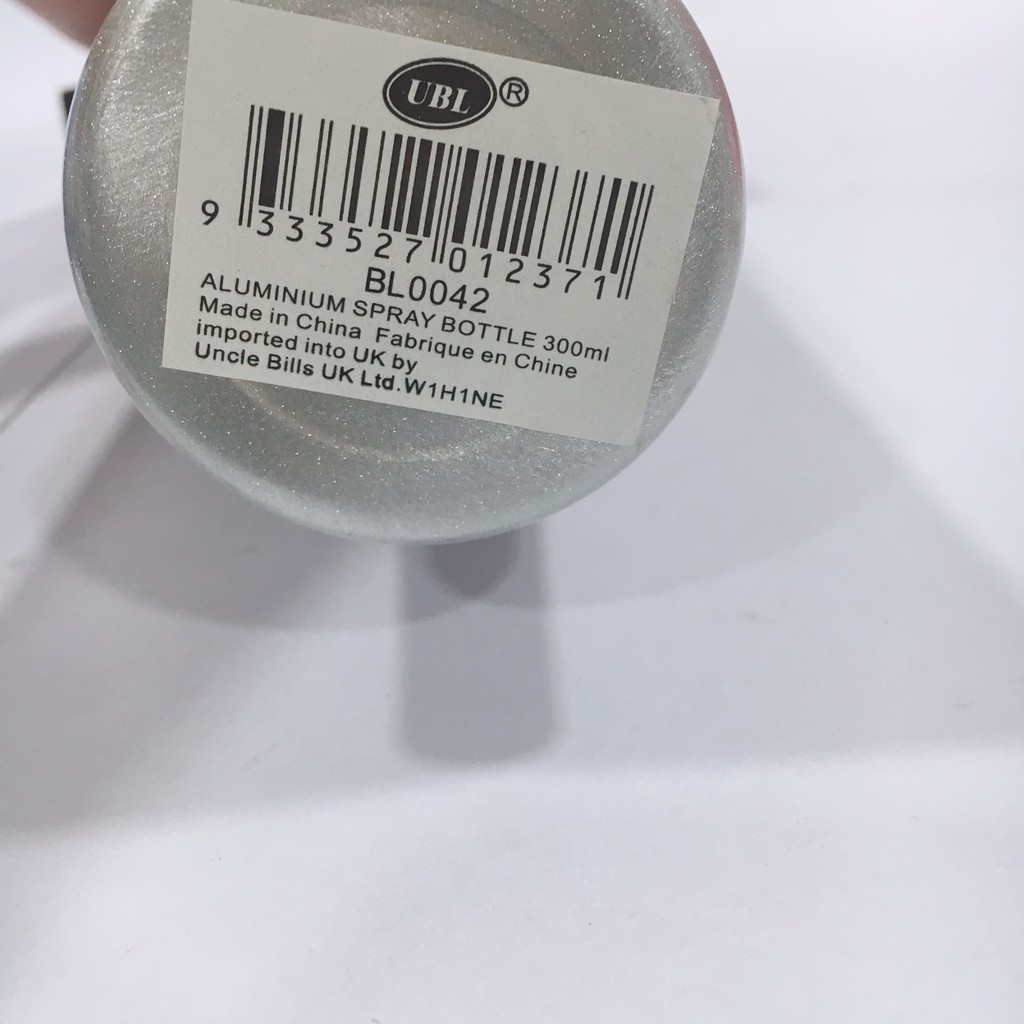 UBL®
9 333527 012371
BL0042
ALUMINIUM SPRAY BOTTLE 300ml
Made in China Fabrique en Chine
imported into UK by
Uncle Bills UK Ltd.W1H1NE